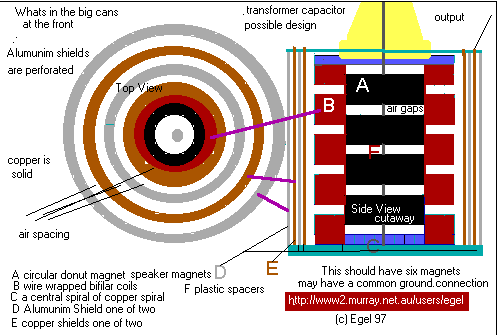 Whats in the big cans
at the front
Alumunim shields
are perforated
Top View
copper is
solid
air spacing
transformer capacitor
possible design
output
A
B
air gaps
F
Side View
cutaway
C
D
E
A circular donut magnet speaker magnets
B wire wrapped bifilar coils
C a central spiral of copper spiral
D Alumunim Shield one of two
E copper shields one of two
F plastic spacers
This should have six magnets
may have a common ground.connection
http://www2.murray.net.au/users/egel
(c) Egel 97